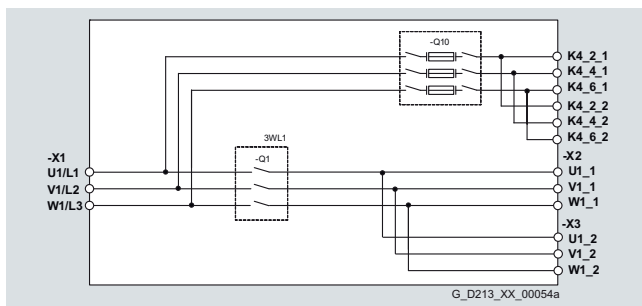 -Q10
K4_2_1
K4_4_1
K4_6_1
K4_2_2
K4_4_2
K4_6_2
3WL1
-X1
-Q1
-X2
U1/L1
U1_1
V1/L2
V1_1
W1/L3
W1_1
-X3
U1_2
V1_2
W1_2
G_D213_XX_00054a